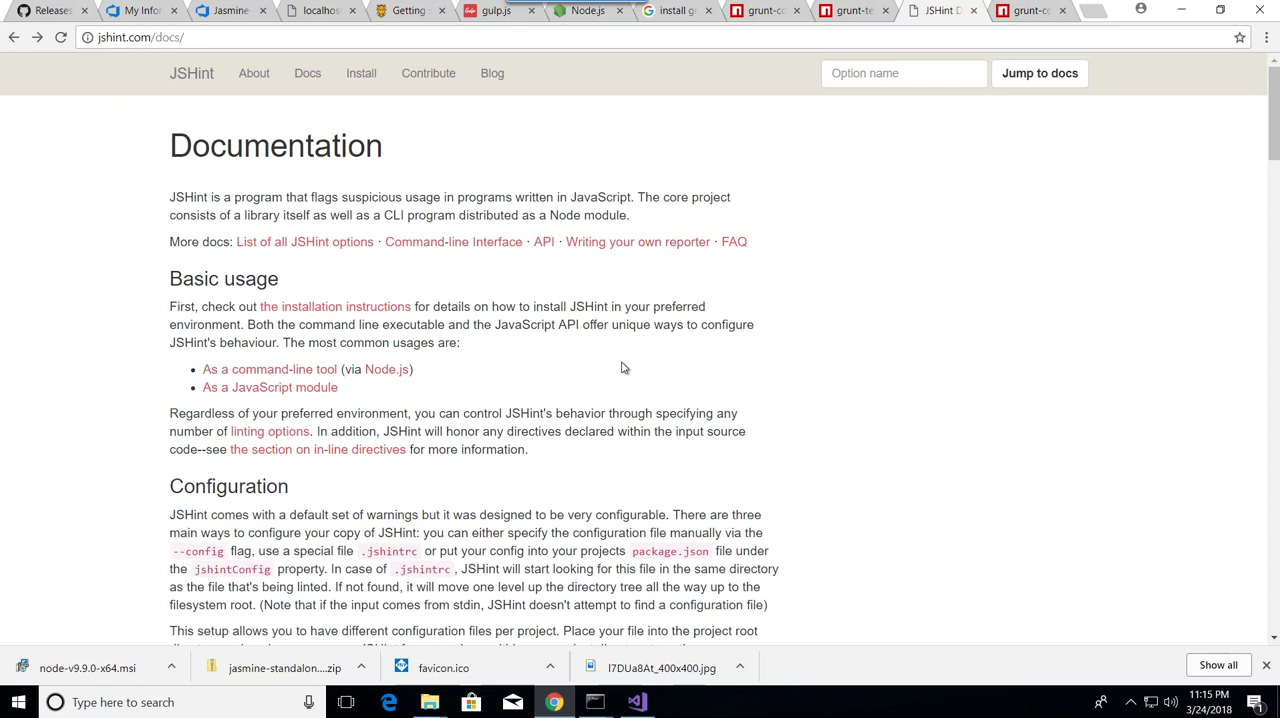 Releases
My Infor
Jasmine-
localhos
Getting s
gulp.js
Node.js
install gr
grunt-co
grunt-te
JSHint D
grunt-co
jshint.com/docs/
JSHint
About
Docs
Install
Contribute
Blog
Option name
Jump to docs
Documentation
JSHint is a program that flags suspicious usage in programs written in JavaScript. The core project
consists of a library itself as well as a CLI program distributed as a Node module.
More docs: List of all JSHint options · Command-line Interface · API · Writing your own reporter · FAQ
Basic usage
First, check out the installation instructions for details on how to install JSHint in your preferred
environment. Both the command line executable and the JavaScript API offer unique ways to configure
JSHint's behaviour. The most common usages are:
• As a command-line tool (via Node.js)
• As a JavaScript module
Regardless of your preferred environment, you can control JSHint's behavior through specifying any
number of linting options. In addition, JSHint will honor any directives declared within the input source
code--see the section on in-line directives for more information.
Configuration
JSHint comes with a default set of warnings but it was designed to be very configurable. There are three
main ways to configure your copy of JSHint: you can either specify the configuration file manually via the
--config flag, use a special file .jshintrc or put your config into your projects package.json file under
the jshintConfig property. In case of .jshintrc, JSHint will start looking for this file in the same directory
as the file that's being linted. If not found, it will move one level up the directory tree all the way up to the
filesystem root. (Note that if the input comes from stdin, JSHint doesn't attempt to find a configuration file)
This setup allows you to have different configuration files per project. Place your file into the project root
node-v9.9.0-x64.msi
jasmine-standalon....zip
favicon.ico
I7DUa8At_400x400.jpg
Show all
Type here to search
11:15 PM
3/24/2018